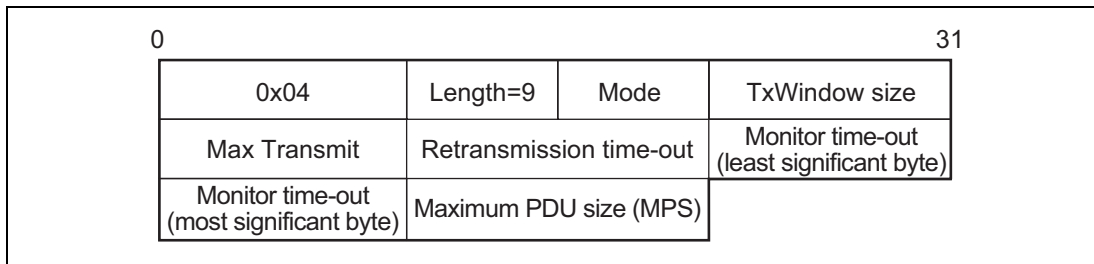 0 31
0x04 Length=9 Mode TxWindow size
Max Transmit Retransmission time-out Monitor time-out
(least significant byte)
Monitor time-out
(most significant byte) Maximum PDU size (MPS)